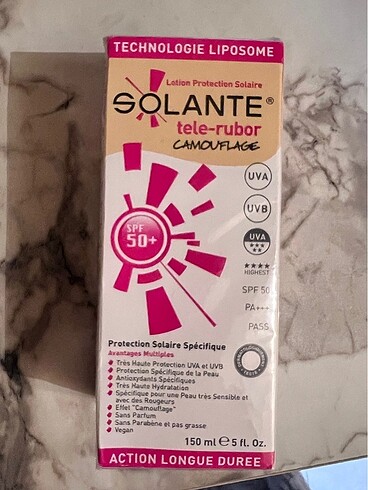 TECHNOLOGIE LIPOSOME
Lotion Protection Solaire
SOLANTE®
tele-rubor
CAMOUFLAGE
UVA
UVB
SPF
50+
UVA
★★★★
HIGHEST
SPF 50
PA+++
PASS
Protection Solaire Spécifique
Avantages Multiples
Très Haute Protection UVA et UVB
Protection Spécifique de la Peau
Antioxydants Spécifiques
Très Haute Hydratation
Spécifique pour une Peau très Sensible et
avec des Rougeurs
Effet "Camouflage"
Sans Parfum
Sans Parabène et pas grasse
Vegan
150 ml ℮ 5 fl. Oz.
ACTION LONGUE DUREE